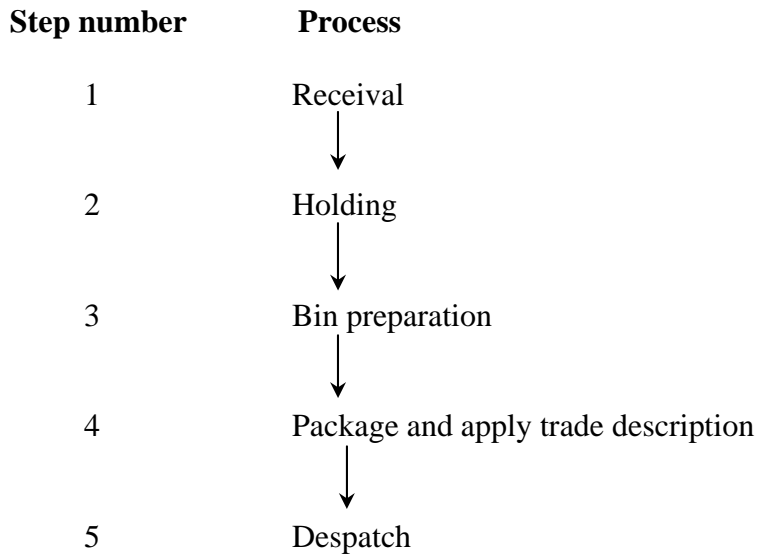 Step number Process
1 Receival
2 Holding
3 Bin preparation
4 Package and apply trade description
5 Despatch